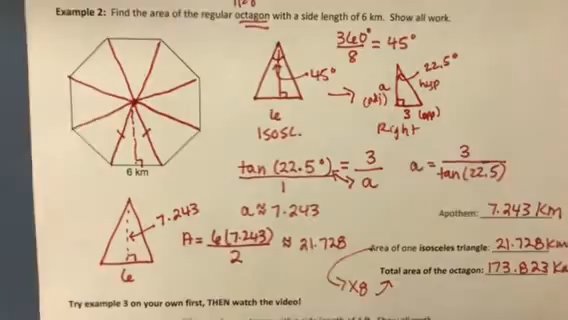 Example 2: Find the area of the regular octagon with a side length of 6 km. Show all work.
360°/8 = 45°
45°
6
ISOSC.
22.5°
a
(adj)
hyp
3 (opp)
Right
6 km
tan (22.5°)/1 = 3/a
a = 3/tan(22.5)
a ≈ 7.243
7.243
6
A = 6(7.243)/2 ≈ 21.728
Apothem: 7.243 KM
Area of one isosceles triangle: 21.728 KM
Total area of the octagon: 173.823
x8
Try example 3 on your own first, THEN watch the video!